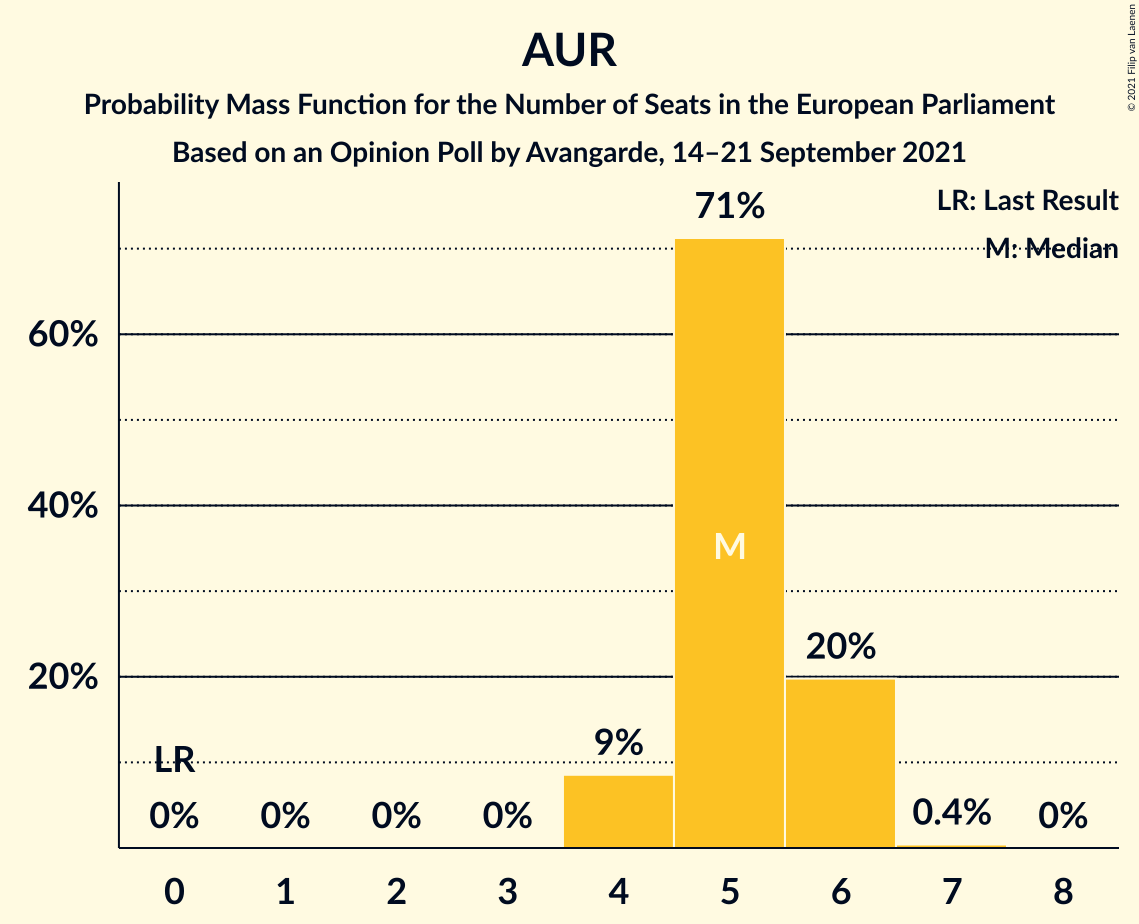 AUR
Probability Mass Function for the Number of Seats in the European Parliament
Based on an Opinion Poll by Avangarde, 14–21 September 2021
© 2021 Filip van Laenen
LR: Last Result
M: Median
71%
60%
40%
M
20%
20%
9%
LR
0% 0% 0% 0% 0.4% 0%
0 1 2 3 4 5 6 7 8